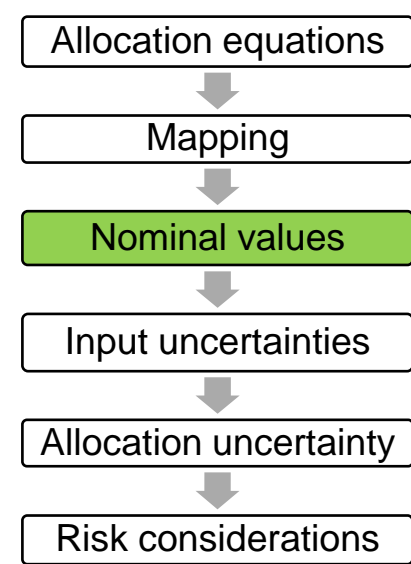 Allocation equations
Mapping
Nominal values
Input uncertainties
Allocation uncertainty
Risk considerations